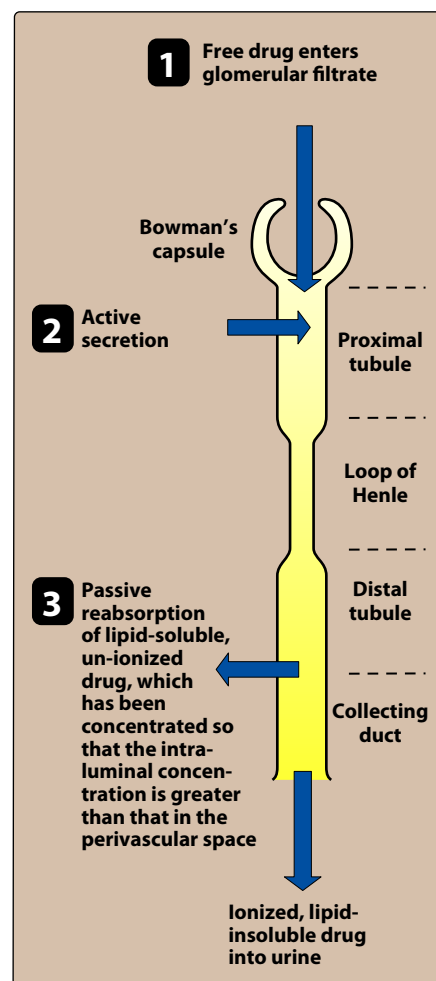 1
Free drug enters
glomerular filtrate
Bowman's
capsule
2
Active
secretion
Proximal
tubule
Loop of
Henle
3
Passive
reabsorption
of lipid-soluble,
un-ionized
drug, which
has been
concentrated so
that the intra-
luminal concen-
tration is greater
than that in the
perivascular space
Distal
tubule
Collecting
duct
Ionized, lipid-
insoluble drug
into urine